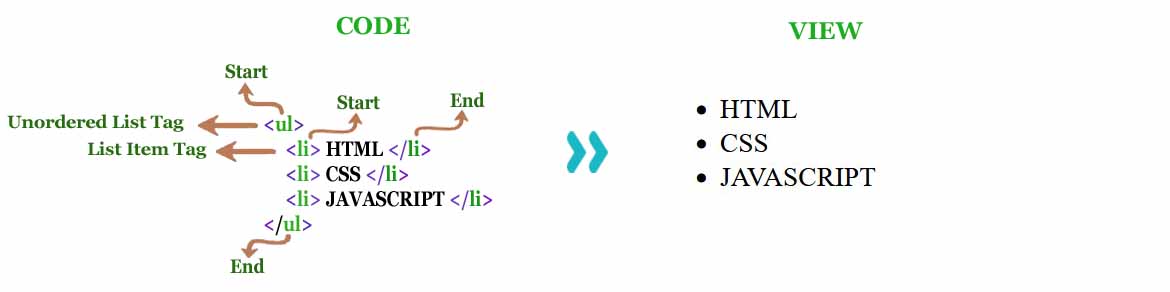 CODE
VIEW
Start
Start
End
Unordered List Tag
<ul>
List Item Tag
<li> HTML </li>
<li> CSS </li>
<li> JAVASCRIPT </li>
</ul>
End
• HTML
• CSS
• JAVASCRIPT